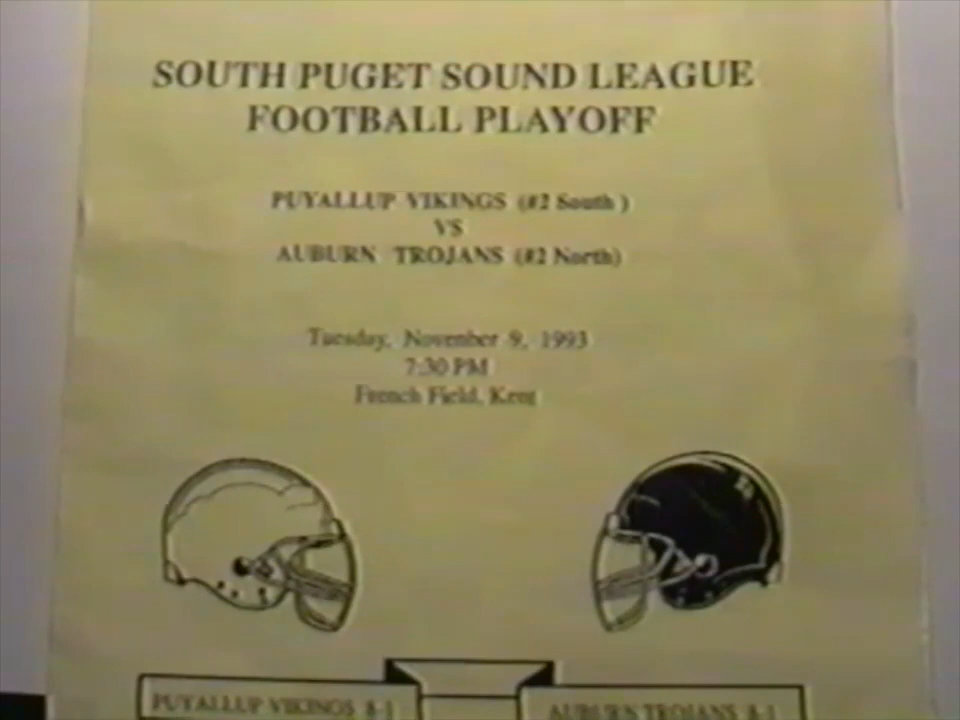 SOUTH PUGET SOUND LEAGUE
FOOTBALL PLAYOFF
PUYALLUP VIKINGS (#2 South )
VS
AUBURN TROJANS (#2 North)
Tuesday, November 9, 1993
7:30 PM
French Field, Kent
PUYALLUP VIKINGS 8-1
AUBURN TROJANS 8-1